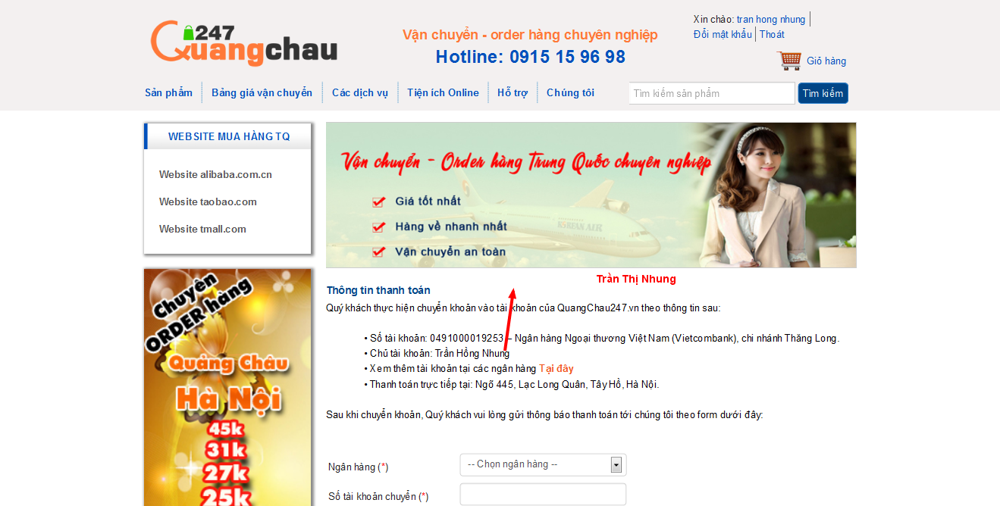 247
Quangchau
Vận chuyển - order hàng chuyên nghiệp
Hotline: 0915 15 96 98
Xin chào: tran hong nhung
Đổi mật khẩu Thoát
Giỏ hàng
Sản phẩm Bảng giá vận chuyển Các dịch vụ Tiện ích Online Hỗ trợ Chúng tôi
Tìm kiếm sản phẩm Tìm kiếm
WEBSITE MUA HÀNG TQ
Website alibaba.com.cn
Website taobao.com
Website tmall.com
Chuyên
ORDER hàng
Quảng Châu
Hà Nội
45k
31k
27k
25k
Vận chuyển - Order hàng Trung Quốc chuyên nghiệp
Giá tốt nhất
Hàng về nhanh nhất
Vận chuyển an toàn
KOREAN AIR
Trần Thị Nhung
Thông tin thanh toán
Quý khách thực hiện chuyển khoản vào tài khoản của QuangChau247.vn theo thông tin sau:
• Số tài khoản: 0491000019253 – Ngân hàng Ngoại thương Việt Nam (Vietcombank), chi nhánh Thăng Long.
• Chủ tài khoản: Trần Hồng Nhung
• Xem thêm tài khoản tại các ngân hàng Tại đây
• Thanh toán trực tiếp tại: Ngõ 445, Lạc Long Quân, Tây Hồ, Hà Nội.
Sau khi chuyển khoản, Quý khách vui lòng gửi thông báo thanh toán tới chúng tôi theo form dưới đây:
Ngân hàng (*) -- Chọn ngân hàng --
Số tài khoản chuyển (*)